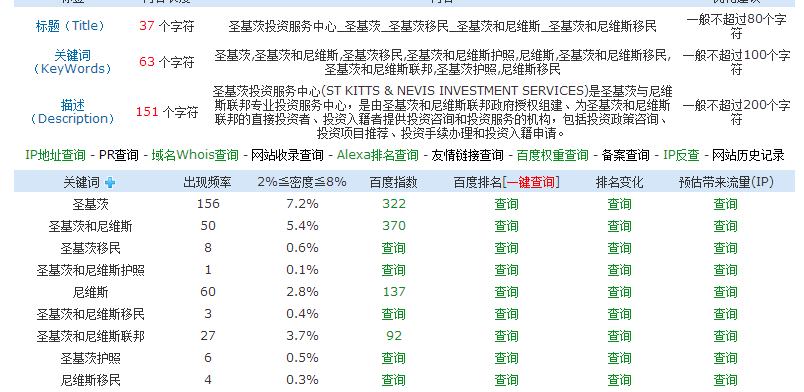 标题（Title） 37 个字符 圣基茨投资服务中心_圣基茨_圣基茨移民_圣基茨和尼维斯_圣基茨和尼维斯移民 一般不超过80个字符
关键词（KeyWords） 63 个字符 圣基茨,圣基茨和尼维斯,圣基茨移民,圣基茨和尼维斯护照,尼维斯,圣基茨和尼维斯移民,圣基茨和尼维斯联邦,圣基茨护照,尼维斯移民 一般不超过100个字符
描述（Description） 151 个字符 圣基茨投资服务中心(ST KITTS & NEVIS INVESTMENT SERVICES)是圣基茨与尼维斯联邦专业投资服务中心，是由圣基茨和尼维斯联邦政府授权组建、为圣基茨和尼维斯联邦的直接投资者、投资入籍者提供投资咨询和投资服务的机构，包括投资政策咨询、投资项目推荐、投资手续办理和投资入籍申请。 一般不超过200个字符
IP地址查询 - PR查询 - 域名Whois查询 - 网站收录查询 - Alexa排名查询 - 友情链接查询 - 百度权重查询 - 备案查询 - IP反查 - 网站历史记录
关键词 出现频率 2%≦密度≦8% 百度指数 百度排名[一键查询] 排名变化 预估带来流量(IP)
圣基茨 156 7.2% 322 查询 查询 查询
圣基茨和尼维斯 50 5.4% 370 查询 查询 查询
圣基茨移民 8 0.6% 查询 查询 查询 查询
圣基茨和尼维斯护照 1 0.1% 查询 查询 查询 查询
尼维斯 60 2.8% 137 查询 查询 查询
圣基茨和尼维斯移民 3 0.4% 查询 查询 查询 查询
圣基茨和尼维斯联邦 27 3.7% 92 查询 查询 查询
圣基茨护照 6 0.5% 查询 查询 查询 查询
尼维斯移民 4 0.3% 查询 查询 查询 查询